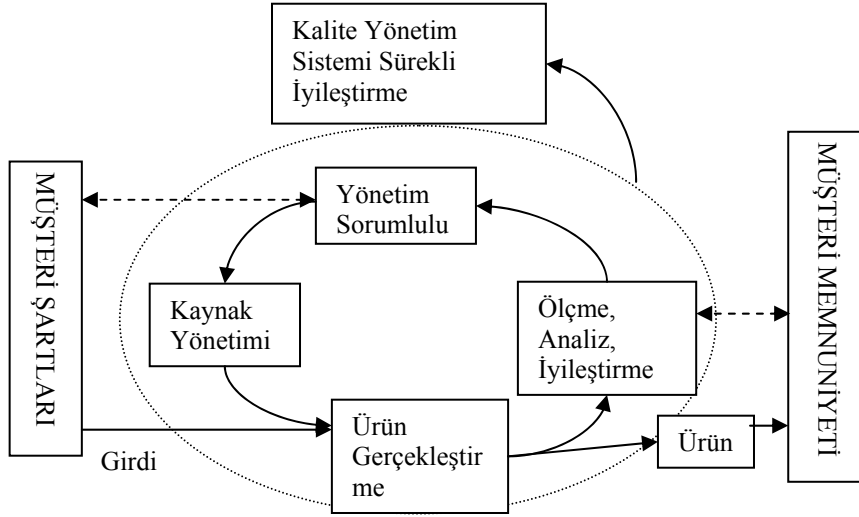 Kalite Yönetim
Sistemi Sürekli
İyileştirme
MÜŞTERİ ŞARTLARI
Yönetim
Sorumlulu
MÜŞTERİ MEMNUNİYETİ
Kaynak
Yönetimi
Ölçme,
Analiz,
İyileştirme
Girdi
Ürün
Gerçekleştir
me
Ürün